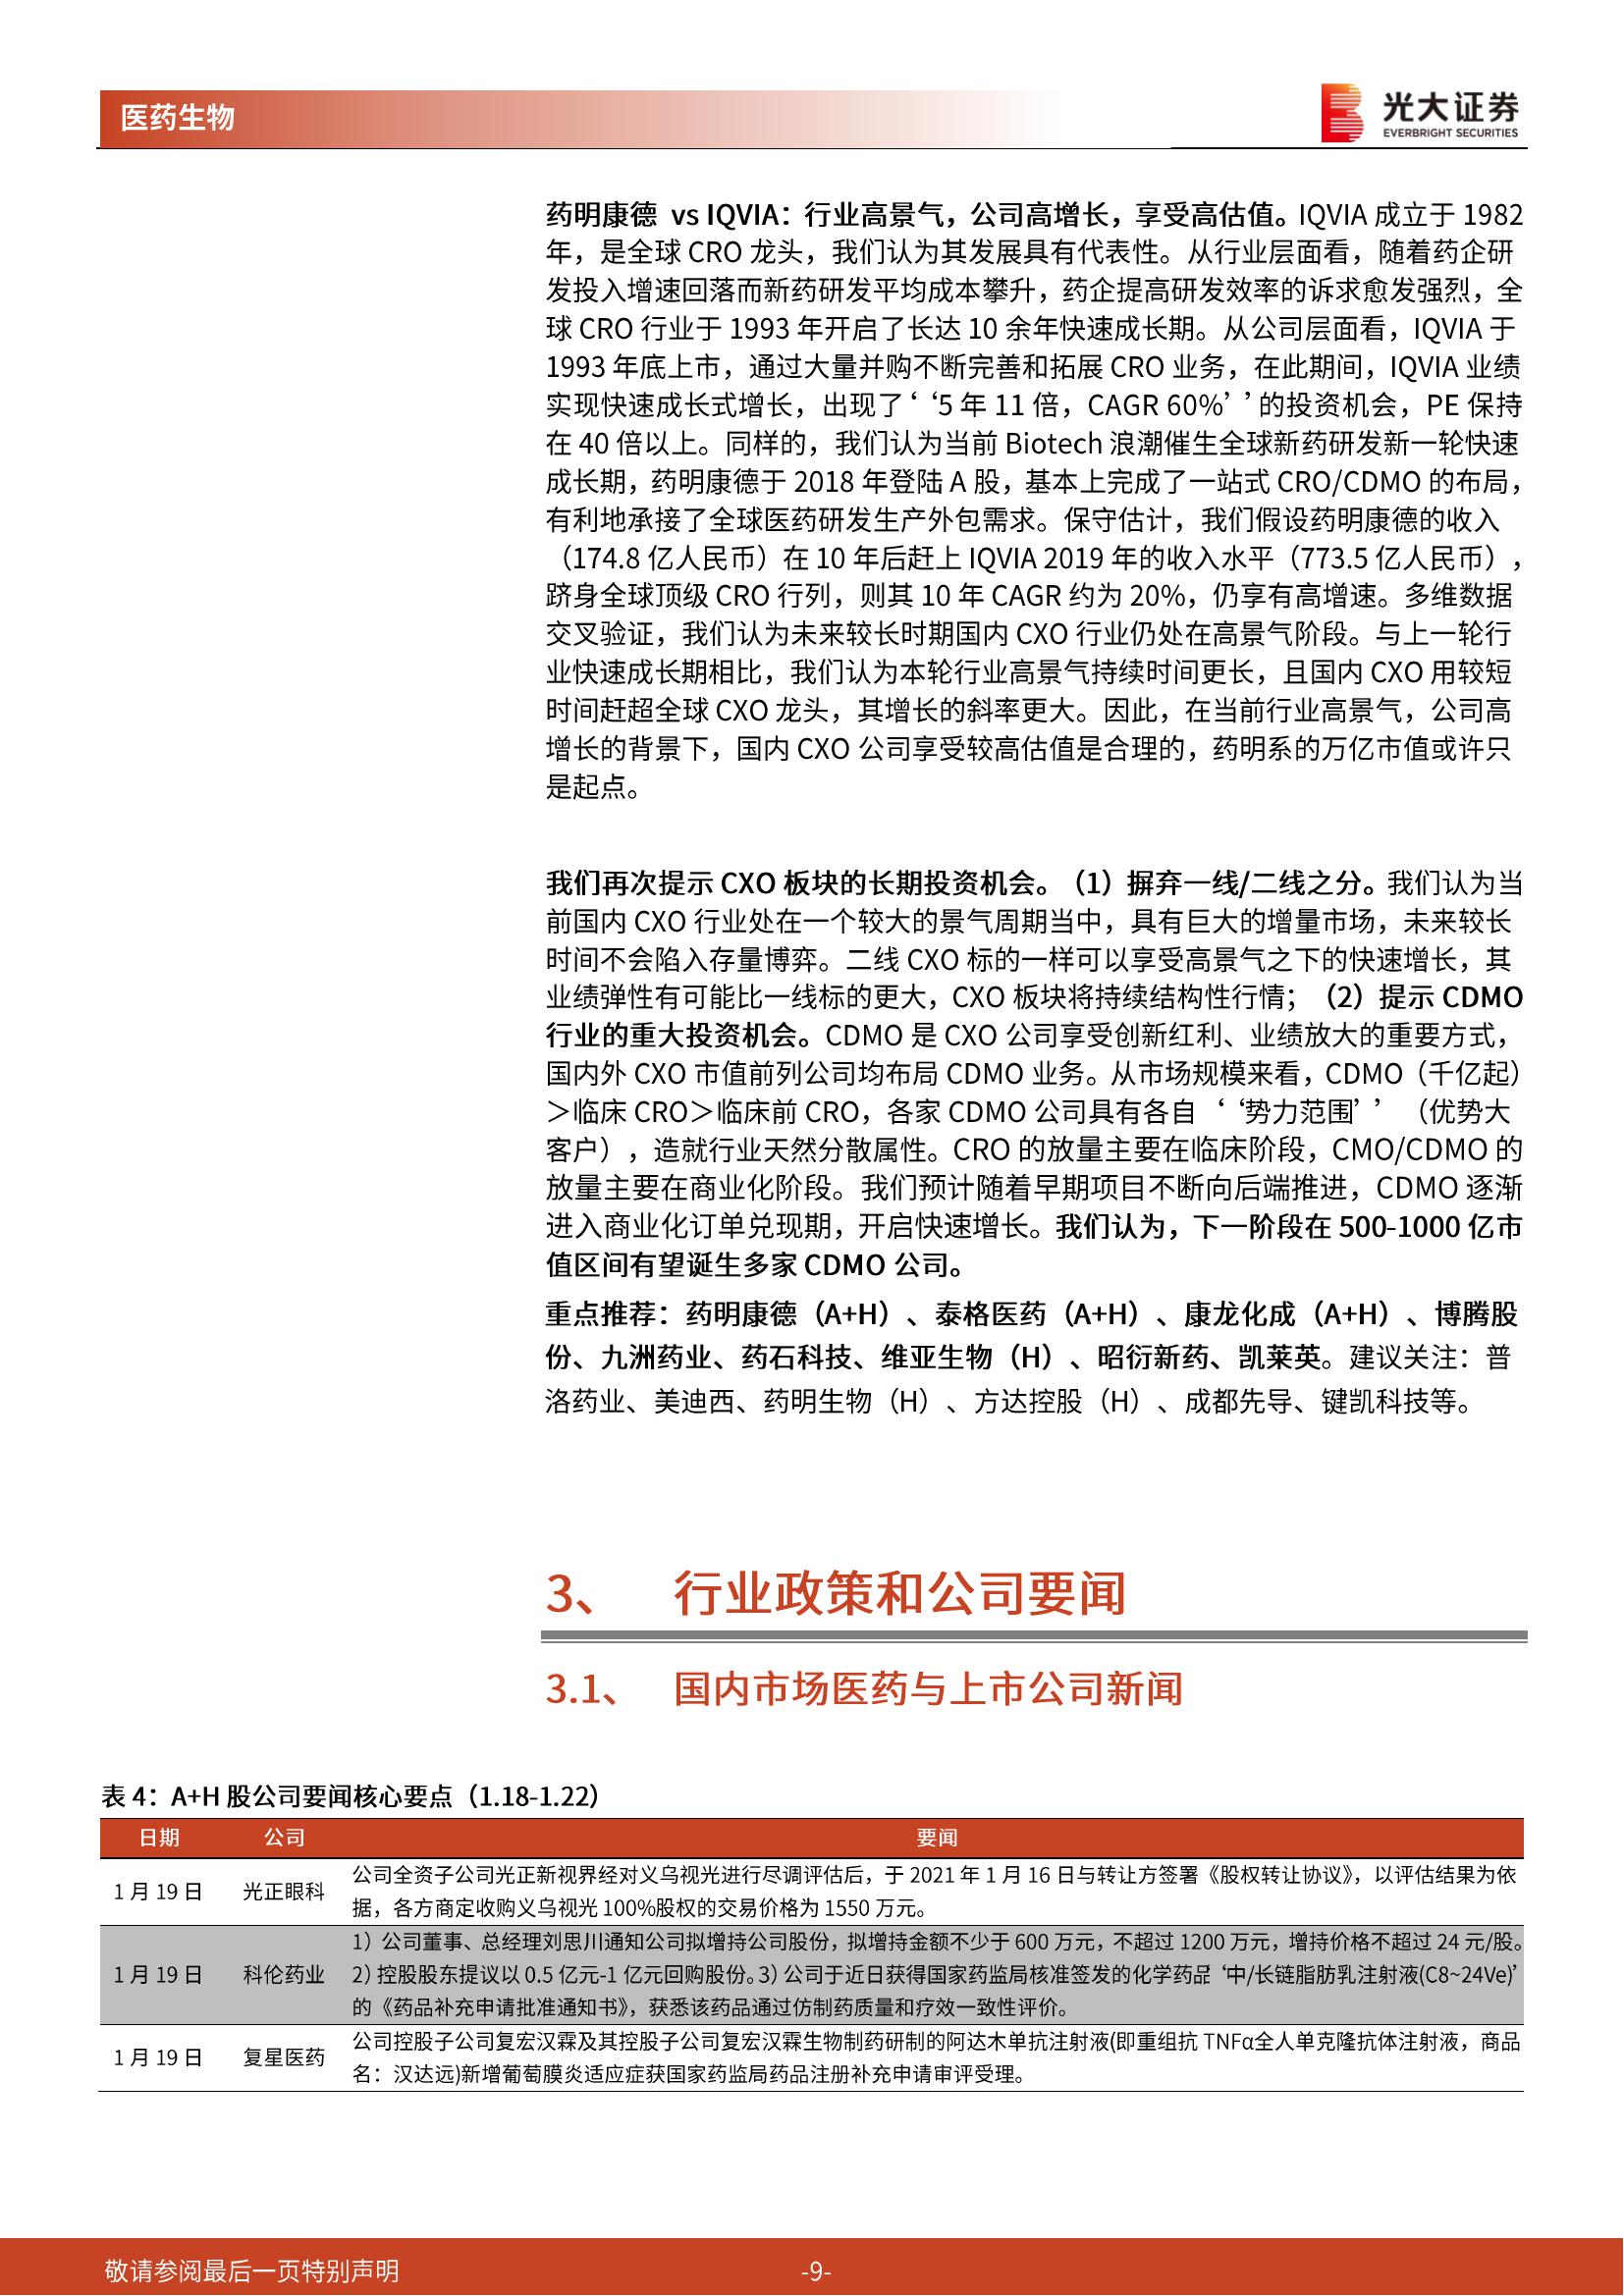 医药生物
光大证券
EVERBRIGHT SECURITIES
药明康德 vs IQVIA：行业高景气，公司高增长，享受高估值。IQVIA 成立于 1982
年，是全球 CRO 龙头，我们认为其发展具有代表性。从行业层面看，随着药企研
发投入增速回落而新药研发平均成本攀升，药企提高研发效率的诉求愈发强烈，全
球 CRO 行业于 1993 年开启了长达 10 余年快速成长期。从公司层面看，IQVIA 于
1993 年底上市，通过大量并购不断完善和拓展 CRO 业务，在此期间，IQVIA 业绩
实现快速成长式增长，出现了‘‘5 年 11 倍，CAGR 60%’’的投资机会，PE 保持
在 40 倍以上。同样的，我们认为当前 Biotech 浪潮催生全球新药研发新一轮快速
成长期，药明康德于 2018 年登陆 A 股，基本上完成了一站式 CRO/CDMO 的布局，
有利地承接了全球医药研发生产外包需求。保守估计，我们假设药明康德的收入
（174.8 亿人民币）在 10 年后赶上 IQVIA 2019 年的收入水平（773.5 亿人民币），
跻身全球顶级 CRO 行列，则其 10 年 CAGR 约为 20%，仍享有高增速。多维数据
交叉验证，我们认为未来较长时期国内 CXO 行业仍处在高景气阶段。与上一轮行
业快速成长期相比，我们认为本轮行业高景气持续时间更长，且国内 CXO 用较短
时间赶超全球 CXO 龙头，其增长的斜率更大。因此，在当前行业高景气，公司高
增长的背景下，国内 CXO 公司享受较高估值是合理的，药明系的万亿市值或许只
是起点。
我们再次提示 CXO 板块的长期投资机会。（1）摒弃一线/二线之分。我们认为当
前国内 CXO 行业处在一个较大的景气周期当中，具有巨大的增量市场，未来较长
时间不会陷入存量博弈。二线 CXO 标的一样可以享受高景气之下的快速增长，其
业绩弹性有可能比一线标的更大，CXO 板块将持续结构性行情；（2）提示 CDMO
行业的重大投资机会。CDMO 是 CXO 公司享受创新红利、业绩放大的重要方式，
国内外 CXO 市值前列公司均布局 CDMO 业务。从市场规模来看，CDMO（千亿起）
＞临床 CRO＞临床前 CRO，各家 CDMO 公司具有各自‘‘势力范围’’（优势大
客户），造就行业天然分散属性。CRO 的放量主要在临床阶段，CMO/CDMO 的
放量主要在商业化阶段。我们预计随着早期项目不断向后端推进，CDMO 逐渐
进入商业化订单兑现期，开启快速增长。我们认为，下一阶段在 500-1000 亿市
值区间有望诞生多家 CDMO 公司。
重点推荐：药明康德（A+H）、泰格医药（A+H）、康龙化成（A+H）、博腾股
份、九洲药业、药石科技、维亚生物（H）、昭衍新药、凯莱英。建议关注：普
洛药业、美迪西、药明生物（H）、方达控股（H）、成都先导、键凯科技等。
3、 行业政策和公司要闻
3.1、 国内市场医药与上市公司新闻
表 4：A+H 股公司要闻核心要点（1.18-1.22）
日期 公司 要闻
1 月 19 日 光正眼科 公司全资子公司光正新视界经对义乌视光进行尽调评估后，于 2021 年 1 月 16 日与转让方签署《股权转让协议》，以评估结果为依
据，各方商定收购义乌视光 100%股权的交易价格为 1550 万元。
1 月 19 日 科伦药业 1）公司董事、总经理刘思川通知公司拟增持公司股份，拟增持金额不少于 600 万元，不超过 1200 万元，增持价格不超过 24 元/股。
2）控股股东提议以 0.5 亿元-1 亿元回购股份。3）公司于近日获得国家药监局核准签发的化学药品‘中/长链脂肪乳注射液(C8~24Ve)’
的《药品补充申请批准通知书》，获悉该药品通过仿制药质量和疗效一致性评价。
1 月 19 日 复星医药 公司控股子公司复宏汉霖及其控股子公司复宏汉霖生物制药研制的阿达木单抗注射液(即重组抗 TNFα全人单克隆抗体注射液，商品
名：汉达远)新增葡萄膜炎适应症获国家药监局药品注册补充申请审评受理。
敬请参阅最后一页特别声明
-9-